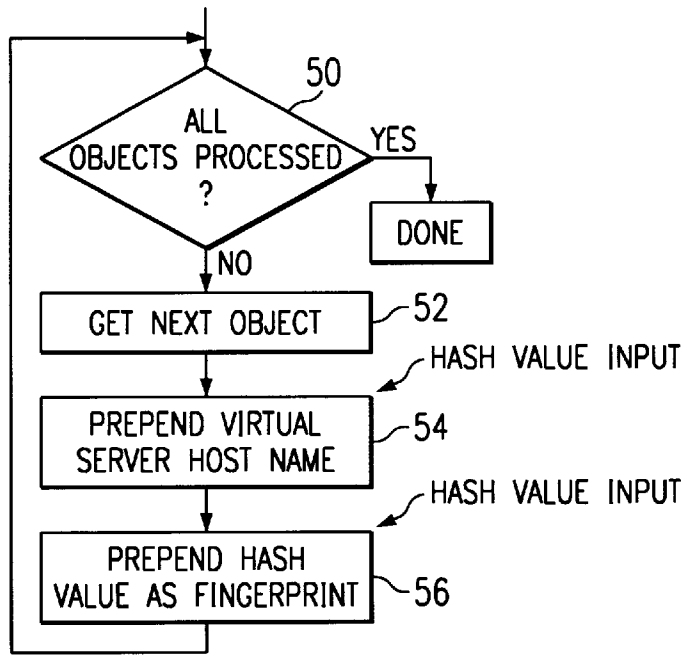 50
ALL
OBJECTS PROCESSED
?
YES
DONE
NO
GET NEXT OBJECT
52
HASH VALUE INPUT
PREPEND VIRTUAL
SERVER HOST NAME
54
HASH VALUE INPUT
PREPEND HASH
VALUE AS FINGERPRINT
56